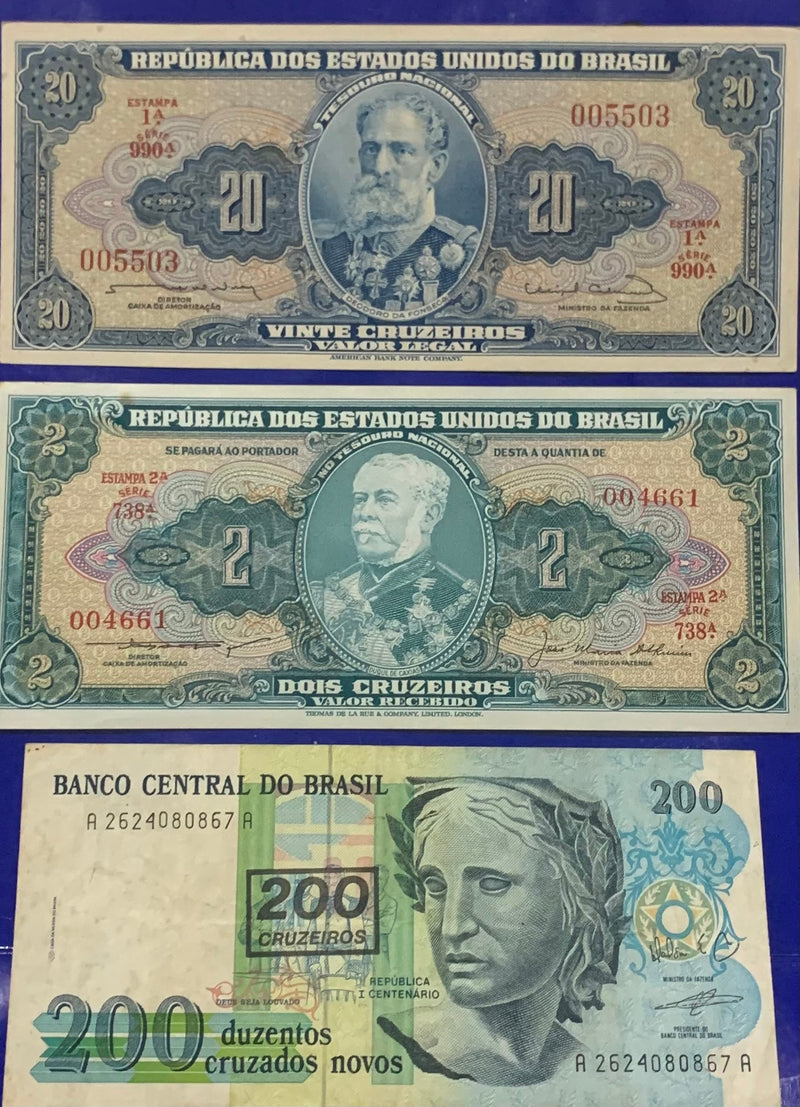 REPÚBLICA DOS ESTADOS UNIDOS DO BRASIL
20
20
TESOURO NACIONAL
ESTAMPA
1ᴬ
SÉRIE
990ᴬ
005503
20
20
005503
ESTAMPA
1ᴬ
SÉRIE
990ᴬ
DIRETOR
CAIXA DE AMORTIZAÇÃO
DEODORO DA FONSECA
MINISTRO DA FAZENDA
20
20
VINTE CRUZEIROS
VALOR LEGAL
AMERICAN BANK NOTE COMPANY.
REPÚBLICA DOS ESTADOS UNIDOS DO BRASIL
2
2
SE PAGARÁ AO PORTADOR
NO TESOURO NACIONAL
DESTA A QUANTIA DE
ESTAMPA 2ᴬ
SÉRIE
738ᴬ
004661
2
2
004661
ESTAMPA 2ᴬ
SÉRIE
738ᴬ
DIRETOR
CAIXA DE AMORTIZAÇÃO
DUQUE DE CAXIAS
MINISTRO DA FAZENDA
2
2
DOIS CRUZEIROS
VALOR RECEBIDO
THOMAS DE LA RUE & COMPANY, LIMITED, LONDON.
BANCO CENTRAL DO BRASIL
200
A 2624080867 A
200
CRUZEIROS
REPÚBLICA
I CENTENÁRIO
DEUS SEJA LOUVADO
MINISTRO DA FAZENDA
PRESIDENTE DO
BANCO CENTRAL DO BRASIL
200
duzentos
cruzados novos
A 2624080867 A